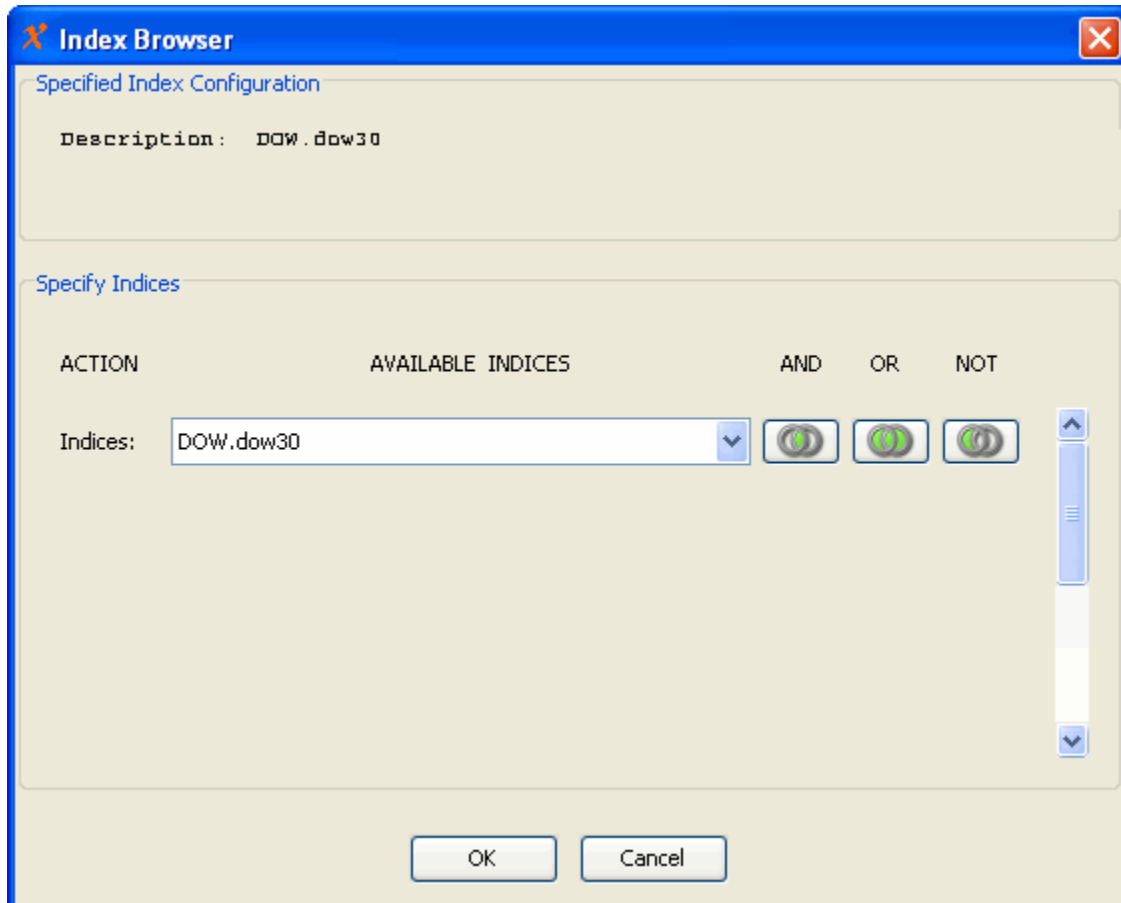 Index Browser
Specified Index Configuration
Description: DOW.dow30
Specify Indices
ACTION AVAILABLE INDICES AND OR NOT
Indices: DOW.dow30
OK Cancel